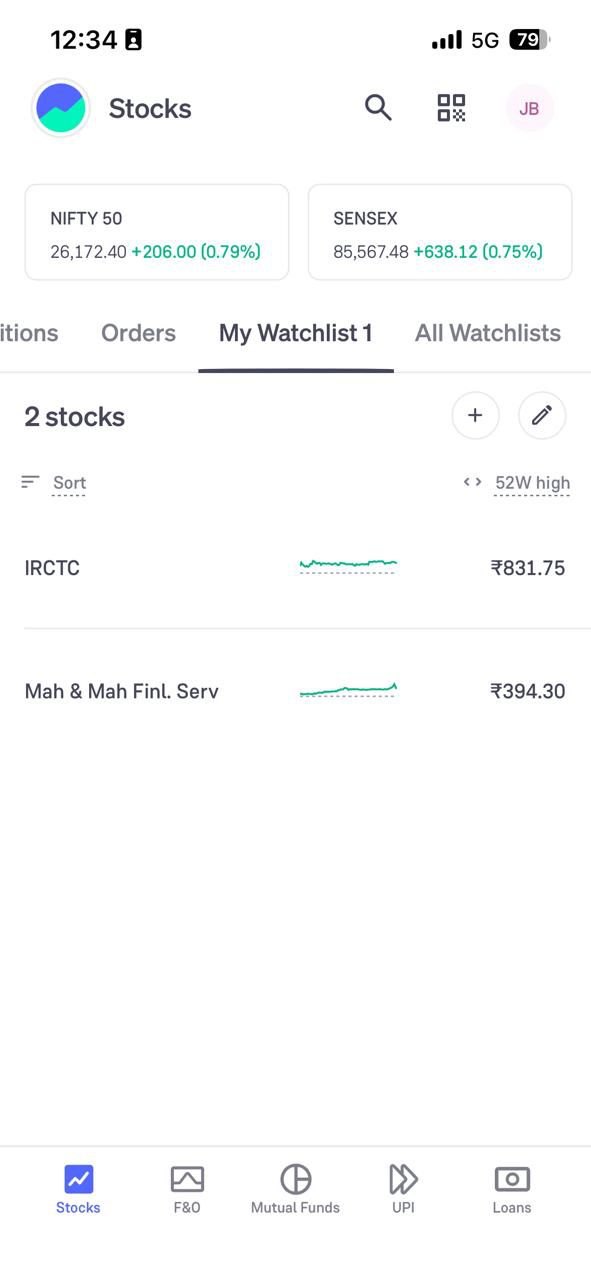 12:34
5G 79
Stocks
JB
NIFTY 50
26,172.40 +206.00 (0.79%)
SENSEX
85,567.48 +638.12 (0.75%)
itions Orders My Watchlist 1 All Watchlists
2 stocks
+
Sort
52W high
IRCTC ₹831.75
Mah & Mah Finl. Serv ₹394.30
Stocks F&O Mutual Funds UPI Loans